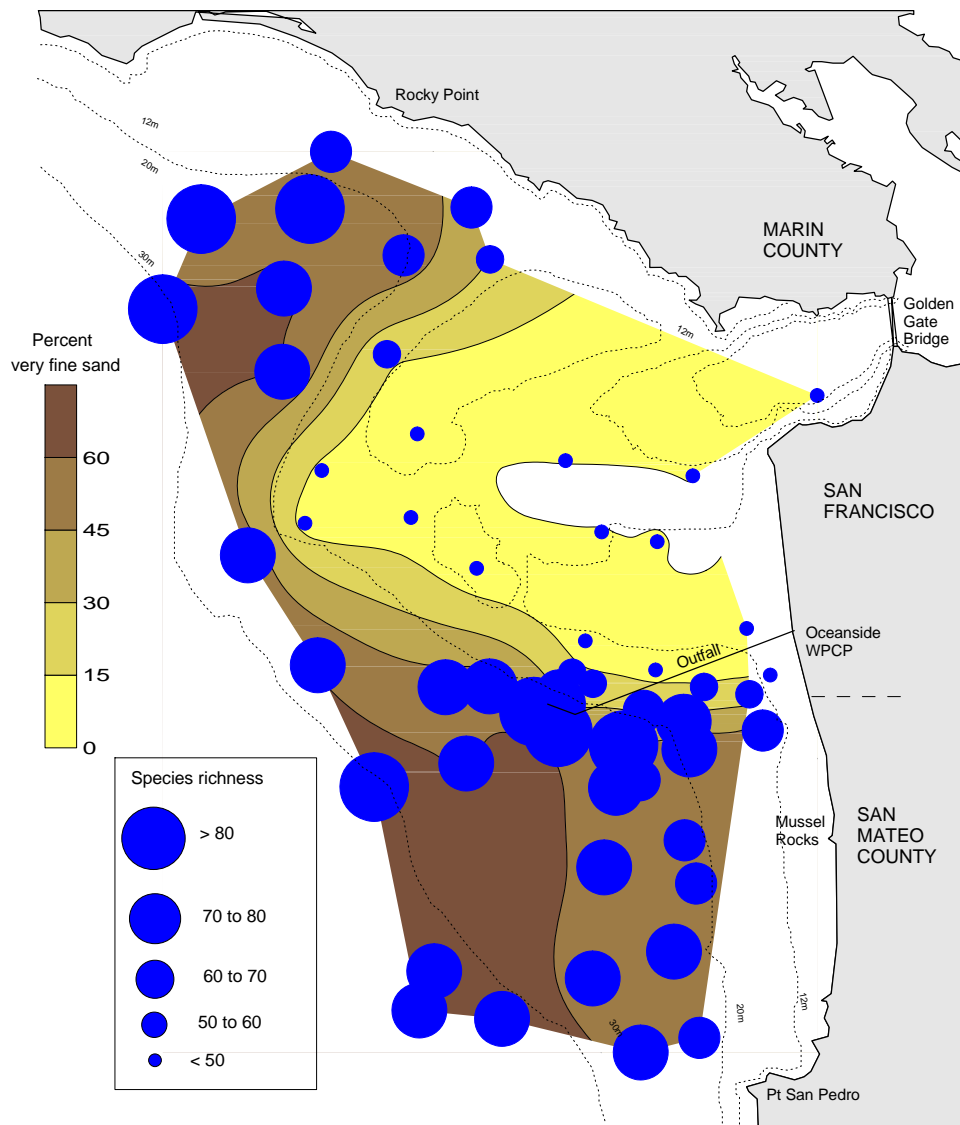 Rocky Point
12m
20m
30m
MARIN
COUNTY
12m
Golden
Gate
Bridge
Percent
very fine sand
60
45
30
15
0
SAN
FRANCISCO
Oceanside
WPCP
Outfall
Species richness
> 80
70 to 80
60 to 70
50 to 60
< 50
Mussel
Rocks
SAN
MATEO
COUNTY
30m
20m
12m
Pt San Pedro